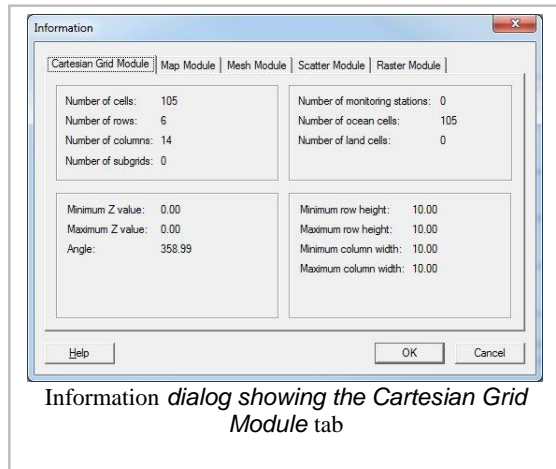 Information
Cartesian Grid Module Map Module Mesh Module Scatter Module Raster Module
Number of cells: 105
Number of rows: 6
Number of columns: 14
Number of subgrids: 0
Number of monitoring stations: 0
Number of ocean cells: 105
Number of land cells: 0
Minimum Z value: 0.00
Maximum Z value: 0.00
Angle: 358.99
Minimum row height: 10.00
Maximum row height: 10.00
Minimum column width: 10.00
Maximum column width: 10.00
Help OK Cancel
Information dialog showing the Cartesian Grid
Module tab